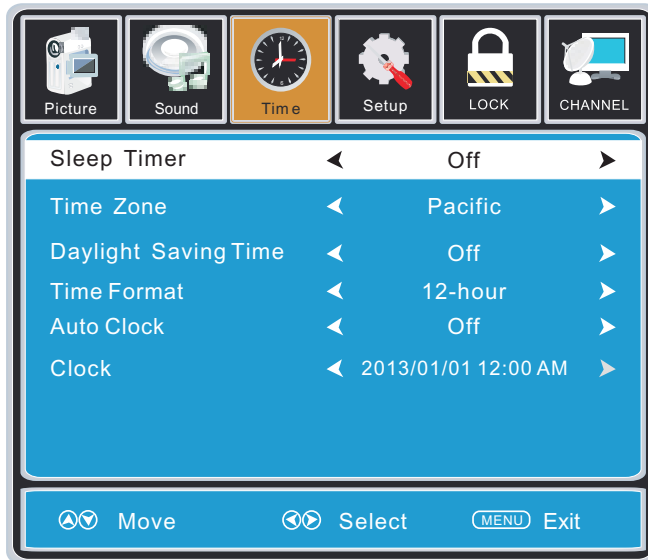 Picture Sound Time Setup LOCK CHANNEL
Sleep Timer Off
Time Zone Pacific
Daylight Saving Time Off
Time Format 12-hour
Auto Clock Off
Clock 2013/01/01 12:00 AM
Move Select MENU Exit